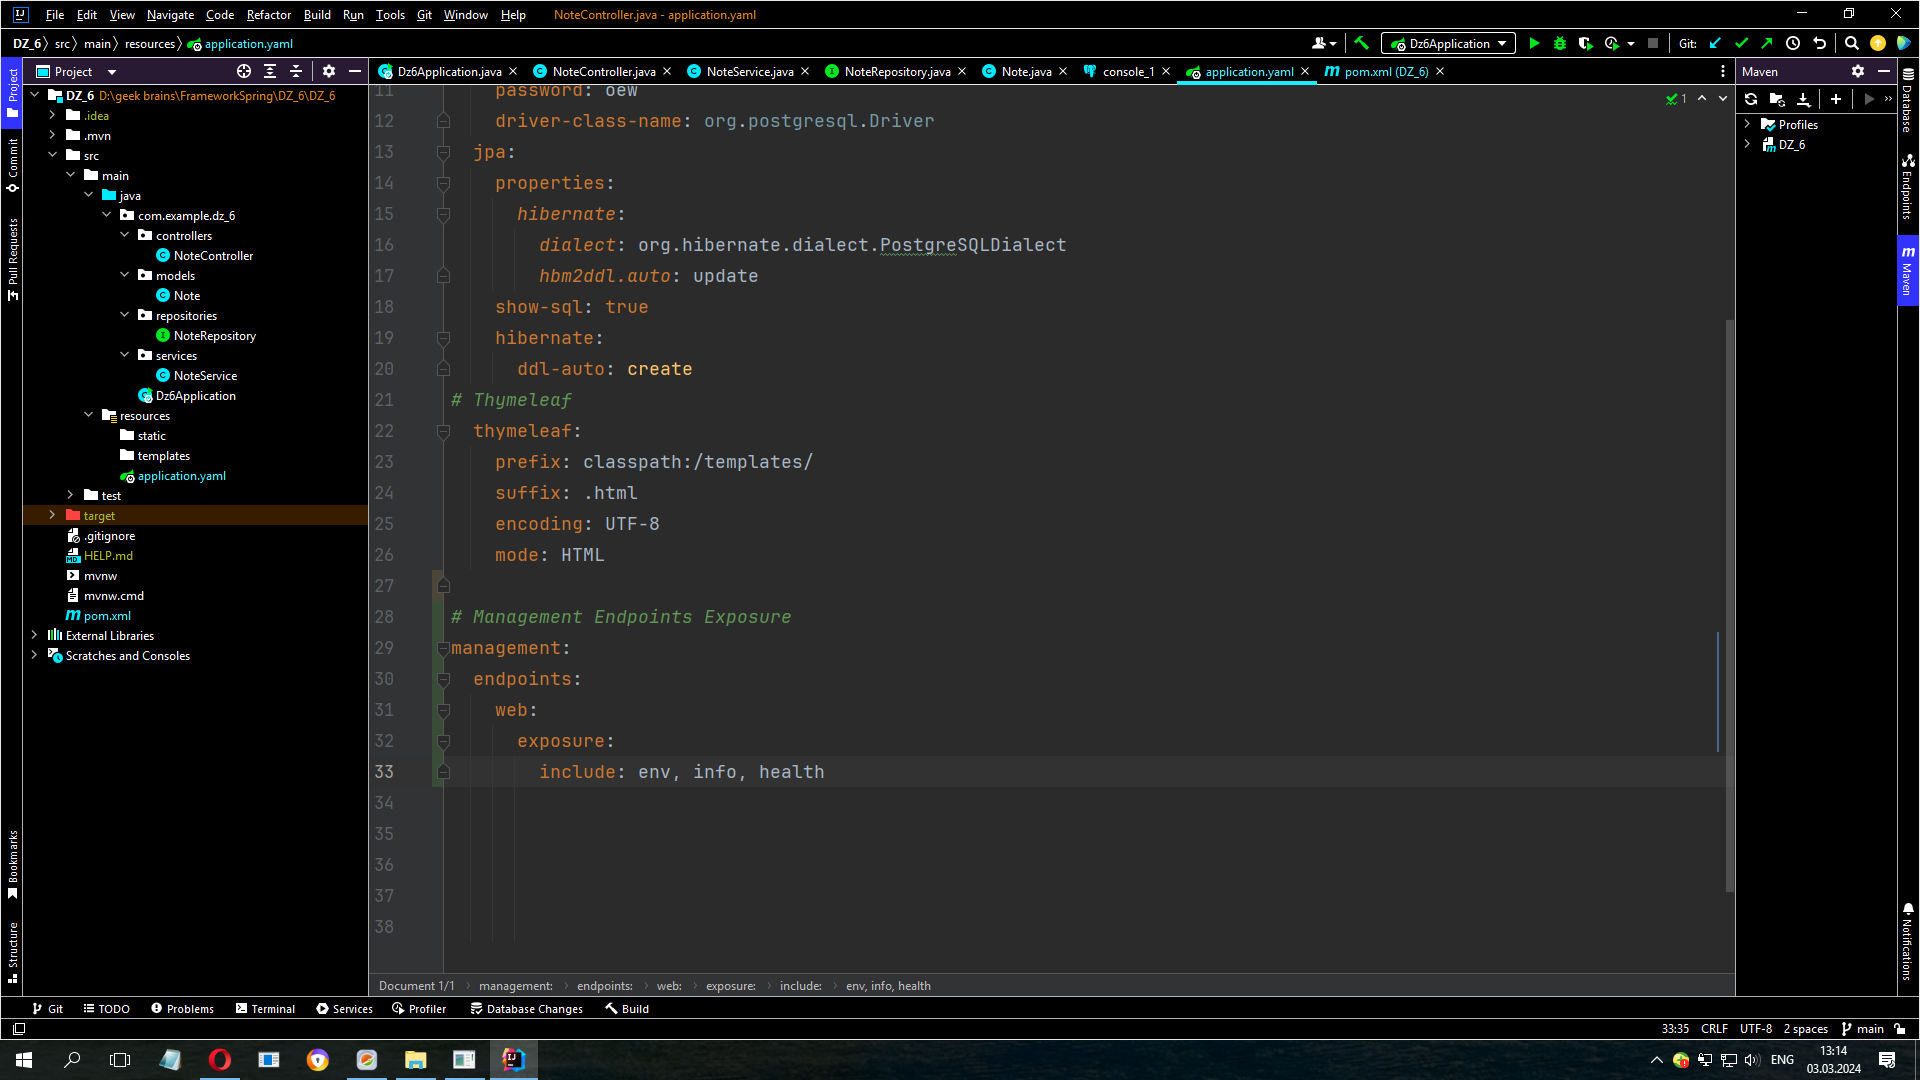 File Edit View Navigate Code Refactor Build Run Tools Git Window Help NoteController.java - application.yaml
DZ_6 src main resources application.yaml Dz6Application Git:
Project
Dz6Application.java NoteController.java NoteService.java NoteRepository.java Note.java console_1 application.yaml pom.xml (DZ_6) Maven
DZ_6 D:\geek brains\FrameworkSpring\DZ_6\DZ_6
.idea
.mvn
src
main
java
com.example.dz_6
controllers
NoteController
models
Note
repositories
NoteRepository
services
NoteService
Dz6Application
resources
static
templates
application.yaml
test
target
.gitignore
HELP.md
mvnw
mvnw.cmd
pom.xml
External Libraries
Scratches and Consoles
11 password: oew
12 driver-class-name: org.postgresql.Driver
13 jpa:
14 properties:
15 hibernate:
16 dialect: org.hibernate.dialect.PostgreSQLDialect
17 hbm2ddl.auto: update
18 show-sql: true
19 hibernate:
20 ddl-auto: create
21 # Thymeleaf
22 thymeleaf:
23 prefix: classpath:/templates/
24 suffix: .html
25 encoding: UTF-8
26 mode: HTML
27
28 # Management Endpoints Exposure
29 management:
30 endpoints:
31 web:
32 exposure:
33 include: env, info, health
34
35
36
37
38
1
Profiles
DZ_6
Project
Commit
Pull Requests
Bookmarks
Structure
Database
Endpoints
Maven
Notifications
Document 1/1 management: endpoints: web: exposure: include: env, info, health
Git TODO Problems Terminal Services Profiler Database Changes Build
33:35 CRLF UTF-8 2 spaces main
ENG 13:14
03.03.2024